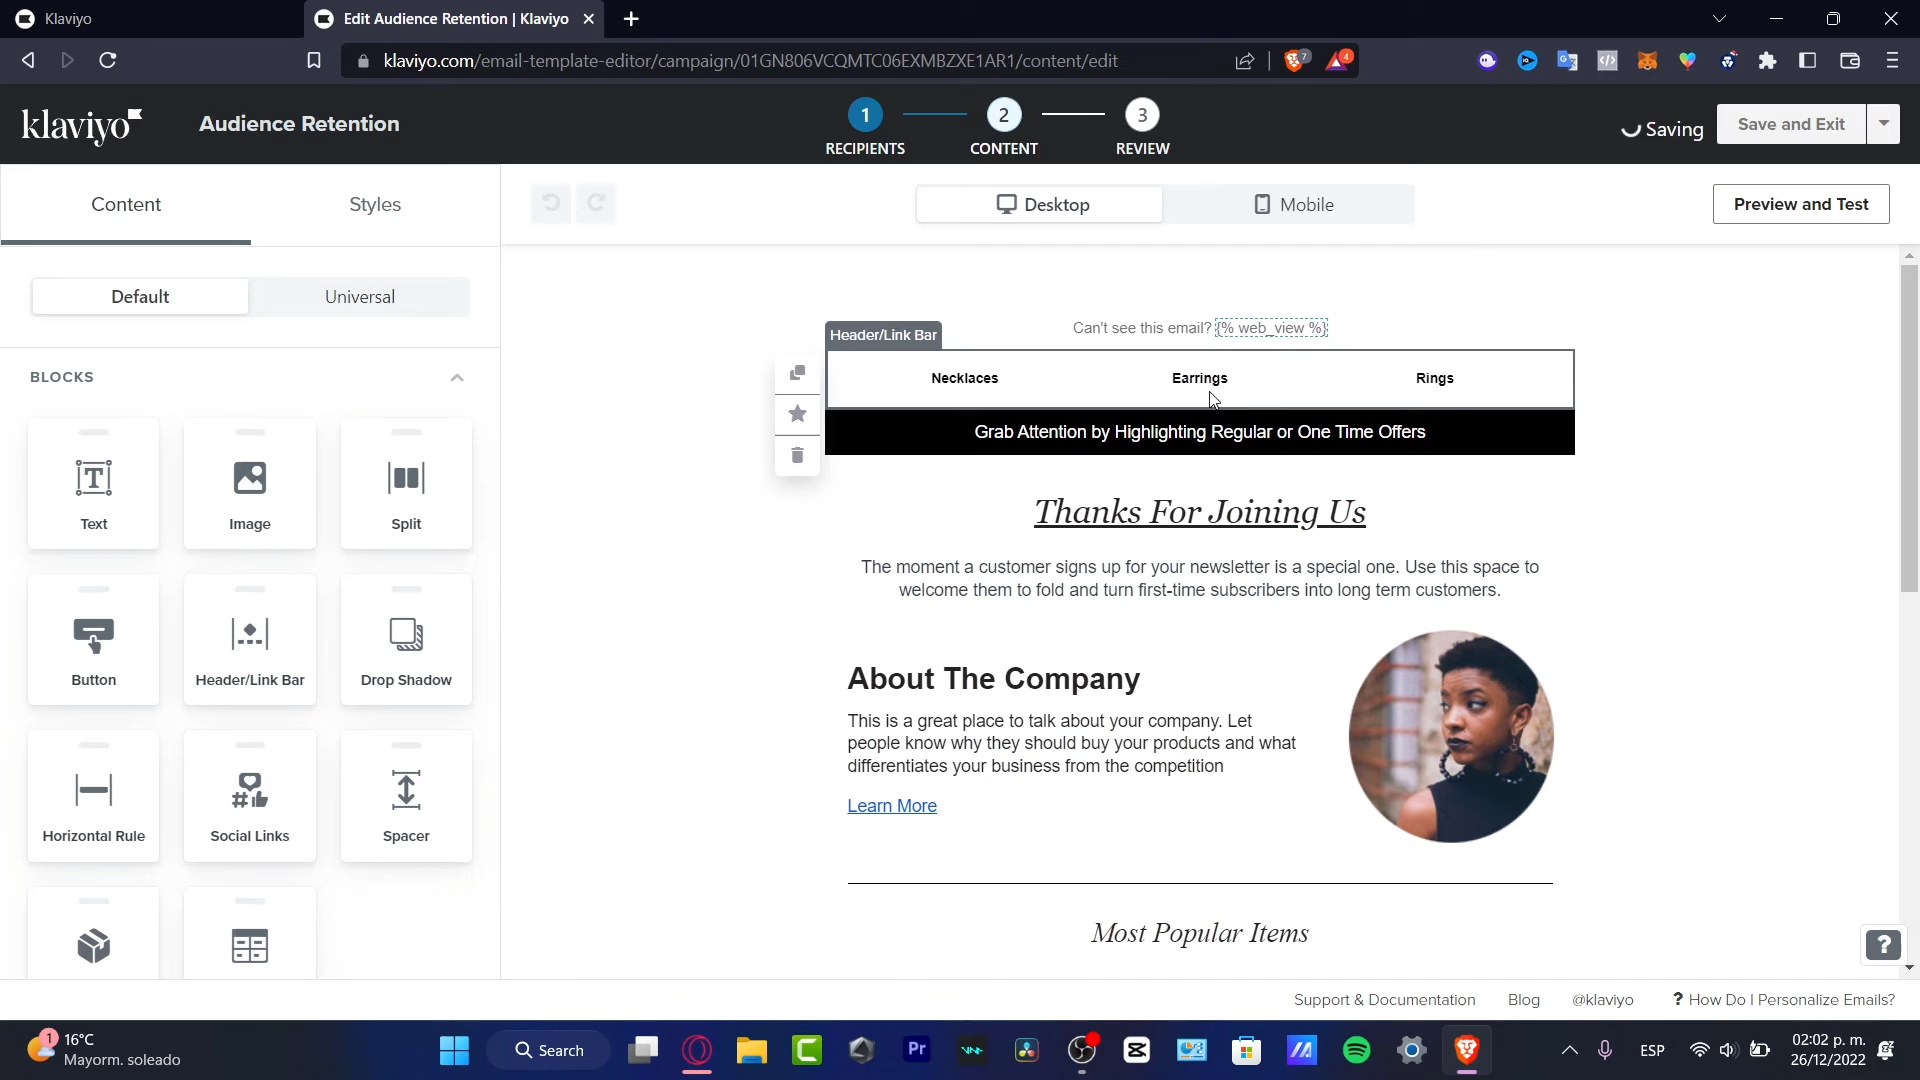 Klaviyo
Edit Audience Retention | Klaviyo
klaviyo.com/email-template-editor/campaign/01GN806VCQMTC06EXMBZXE1AR1/content/edit
7
4
klaviyo
Audience Retention
1
2
3
RECIPIENTS
CONTENT
REVIEW
Saving
Save and Exit
Content
Styles
Desktop
Mobile
Preview and Test
Default
Universal
BLOCKS
Text
Image
Split
Button
Header/Link Bar
Drop Shadow
Horizontal Rule
Social Links
Spacer
Can't see this email? {% web_view %}
Header/Link Bar
Necklaces
Earrings
Rings
Grab Attention by Highlighting Regular or One Time Offers
Thanks For Joining Us
The moment a customer signs up for your newsletter is a special one. Use this space to
welcome them to fold and turn first-time subscribers into long term customers.
About The Company
This is a great place to talk about your company. Let
people know why they should buy your products and what
differentiates your business from the competition
Learn More
Most Popular Items
?
Support & Documentation
Blog
@klaviyo
? How Do I Personalize Emails?
1
16°C
Mayorm. soleado
Search
Pr
ESP
02:02 p. m.
26/12/2022